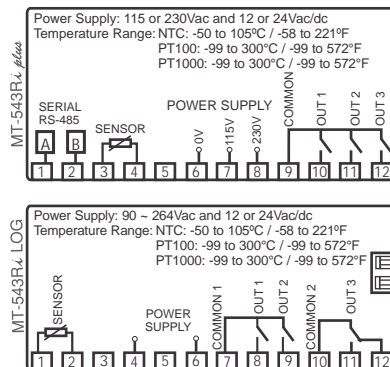 MT-543Ri plus
Power Supply: 115 or 230Vac and 12 or 24Vac/dc
Temperature Range: NTC: -50 to 105ºC / -58 to 221ºF
PT100: -99 to 300°C / -99 to 572°F
PT1000: -99 to 300°C / -99 to 572°F
SERIAL
RS-485
A
B
SENSOR
POWER SUPPLY
0V
115V
230V
COMMON
OUT 1
OUT 2
OUT 3
1 2 3 4 5 6 7 8 9 10 11 12
MT-543Ri LOG
Power Supply: 90 ~ 264Vac and 12 or 24Vac/dc
Temperature Range: NTC: -50 to 105ºC / -58 to 221ºF
PT100: -99 to 300°C / -99 to 572°F
PT1000: -99 to 300°C / -99 to 572°F
SENSOR
POWER
SUPPLY
COMMON 1
OUT 1
OUT 2
COMMON 2
OUT 3
1 2 3 4 5 6 7 8 9 10 11 12